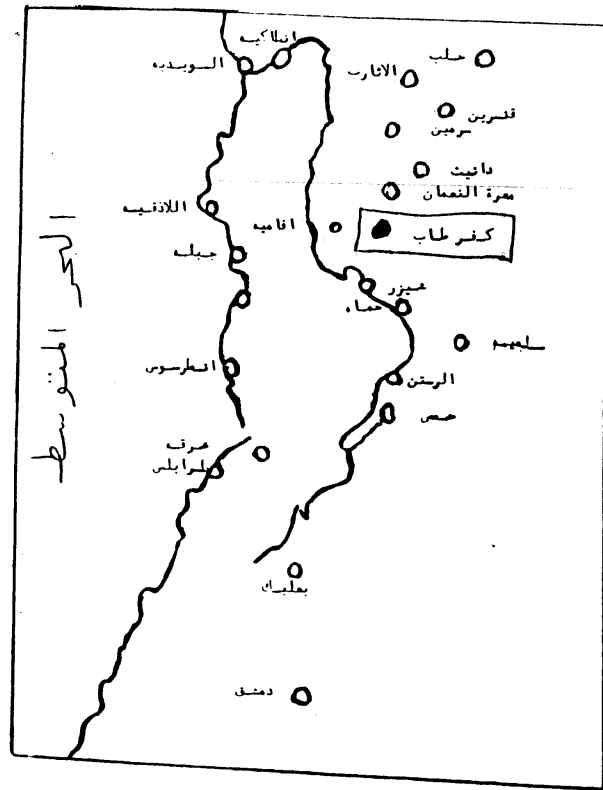 انطاكيه
حلب
السويديه
الاثارب
قنسرين
سرمين
دانيث
معرة النعمان
اللاذقيه
افاميه
كفر طاب
جبله
شيزر
حماه
سلميه
انطرطوس
الرستن
حمص
عرقه
طرابلس
بعلبك
دمشق
البحر المتوسط